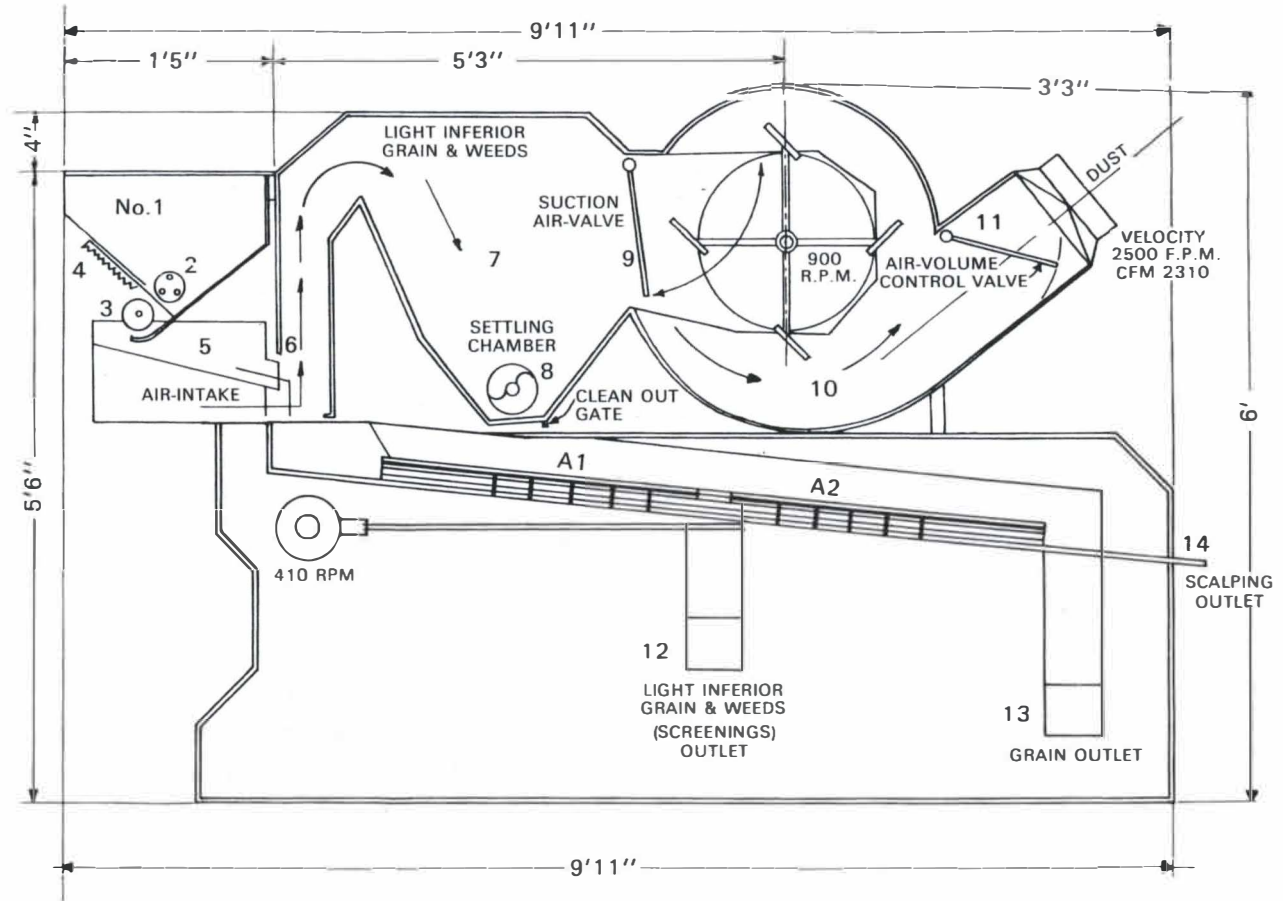 9'11''
1'5''
5'3''
3'3''
4''
LIGHT INFERIOR
GRAIN & WEEDS
DUST
No.1
SUCTION
AIR-VALVE
11
VELOCITY
2500 F.P.M.
CFM 2310
4
2
7
9
900
R.P.M.
AIR-VOLUME
CONTROL VALVE
3
SETTLING
CHAMBER
5
6
8
10
AIR-INTAKE
CLEAN OUT
GATE
6'
5'6''
A1
A2
410 RPM
14
SCALPING
OUTLET
12
LIGHT INFERIOR
GRAIN & WEEDS
(SCREENINGS)
OUTLET
13
GRAIN OUTLET
9'11''